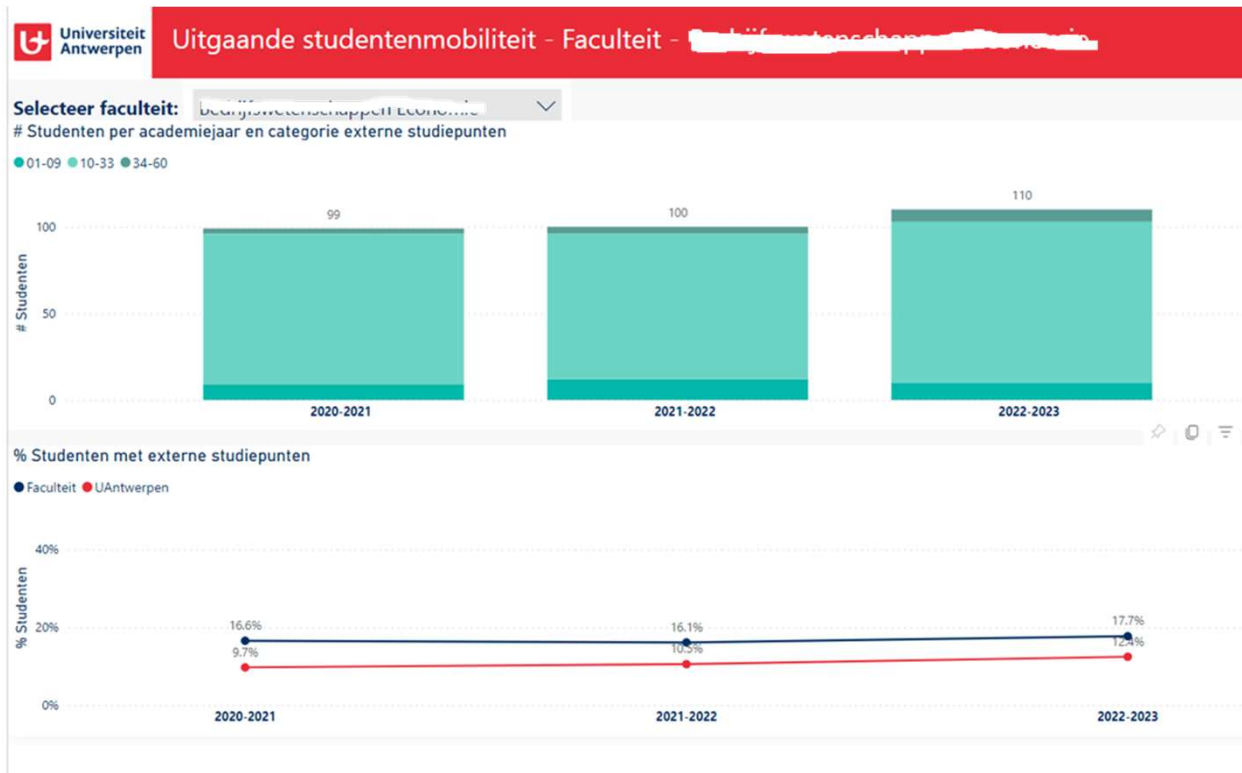 Universiteit
Antwerpen
Uitgaande studentenmobiliteit - Faculteit -
Selecteer faculteit:
# Studenten per academiejaar en categorie externe studiepunten
01-09 10-33 34-60
# Studenten
100
50
0
99
100
110
2020-2021 2021-2022 2022-2023
% Studenten met externe studiepunten
Faculteit UAntwerpen
% Studenten
40%
20%
0%
16.6% 16.1% 17.7%
9.7% 10.5% 12.4%
2020-2021 2021-2022 2022-2023